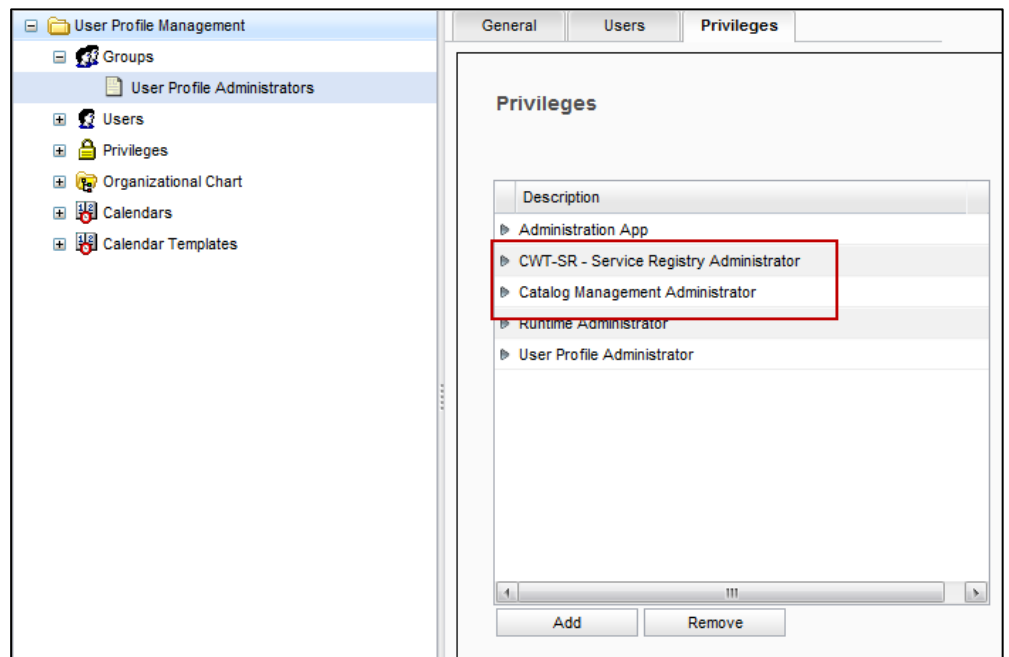 User Profile Management
Groups
User Profile Administrators
Users
Privileges
Organizational Chart
Calendars
Calendar Templates
General Users Privileges
Privileges
Description
Administration App
CWT-SR - Service Registry Administrator
Catalog Management Administrator
Runtime Administrator
User Profile Administrator
Add Remove